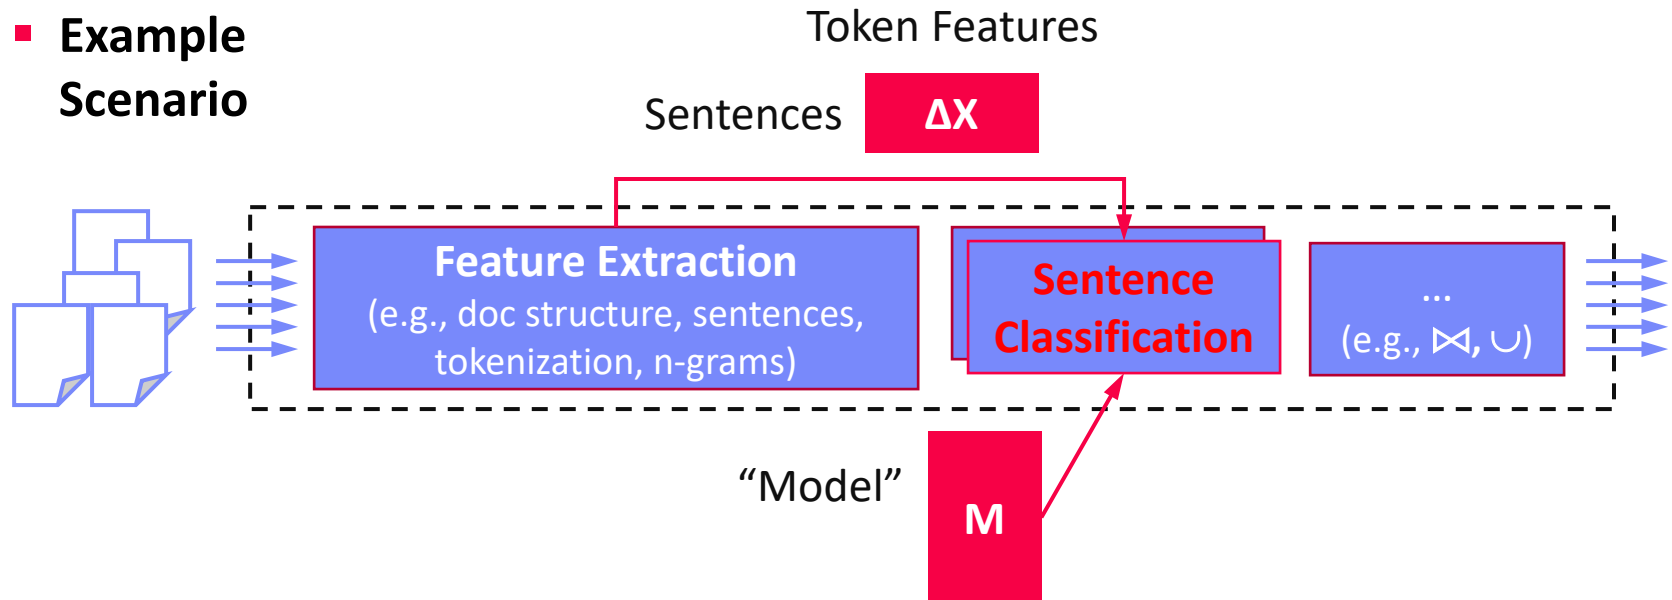 Example
Scenario
Token Features
Sentences
ΔX
Feature Extraction
(e.g., doc structure, sentences,
tokenization, n-grams)
Sentence
Classification
...
(e.g., ⋈, ∪)
“Model”
M